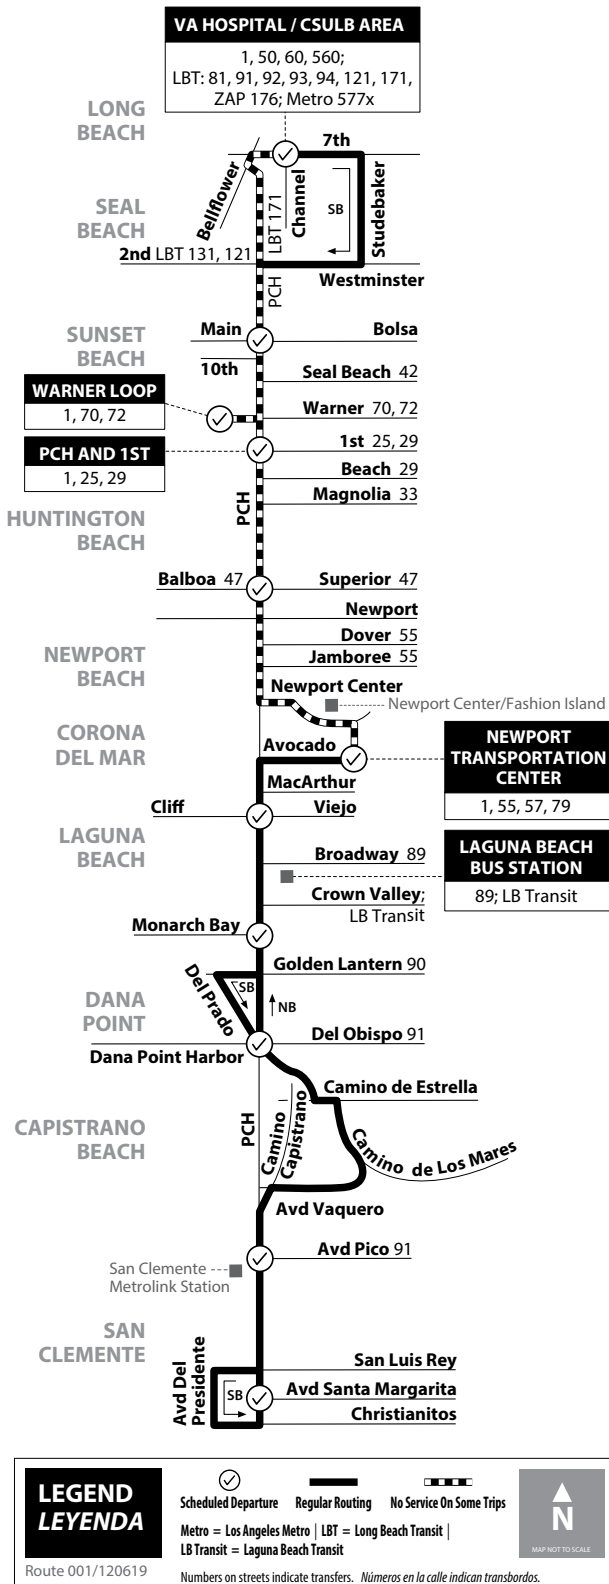 VA HOSPITAL / CSULB AREA
1, 50, 60, 560;
LBT: 81, 91, 92, 93, 94, 121, 171,
ZAP 176; Metro 577x
LONG
BEACH
7th
Bellflower
LBT 171
Channel
SB
Studebaker
SEAL
BEACH
2nd LBT 131, 121
PCH
Westminster
SUNSET
BEACH
Main
Bolsa
10th
Seal Beach 42
WARNER LOOP
1, 70, 72
Warner 70, 72
PCH AND 1ST
1, 25, 29
1st 25, 29
Beach 29
Magnolia 33
PCH
HUNTINGTON
BEACH
Balboa 47
Superior 47
Newport
Dover 55
Jamboree 55
NEWPORT
BEACH
Newport Center
Newport Center/Fashion Island
CORONA
DEL MAR
Avocado
NEWPORT
TRANSPORTATION
CENTER
1, 55, 57, 79
MacArthur
Cliff
Viejo
LAGUNA
BEACH
Broadway 89
LAGUNA BEACH
BUS STATION
89; LB Transit
Crown Valley;
LB Transit
Monarch Bay
Golden Lantern 90
Del Prado
SB
NB
DANA
POINT
Del Obispo 91
Dana Point Harbor
Camino de Estrella
PCH
Camino
Capistrano
CAPISTRANO
BEACH
Camino de Los Mares
Avd Vaquero
Avd Pico 91
San Clemente
Metrolink Station
SAN
CLEMENTE
San Luis Rey
Avd Del
Presidente
SB
Avd Santa Margarita
Christianitos
LEGEND
LEYENDA
Route 001/120619
Scheduled Departure
Regular Routing
No Service On Some Trips
Metro = Los Angeles Metro | LBT = Long Beach Transit |
LB Transit = Laguna Beach Transit
Numbers on streets indicate transfers. Números en la calle indican transbordos.
N
MAP NOT TO SCALE